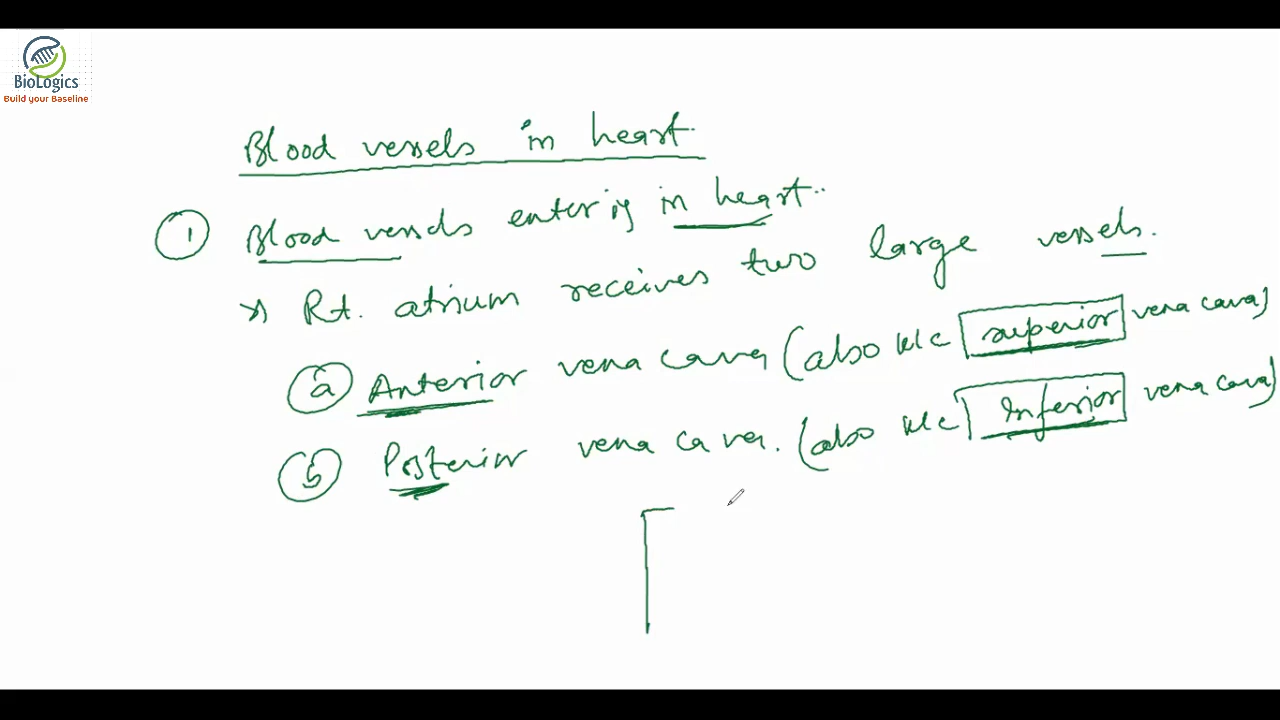 BioLogics
Build your Baseline
Blood vessels in heart.
① Blood vessels entering in heart..
* Rt. atrium receives two large vessels.
ⓐ Anterior vena cava (also k/c superior vena cava)
ⓑ Posterior vena cava. (also k/c Inferior vena cava)